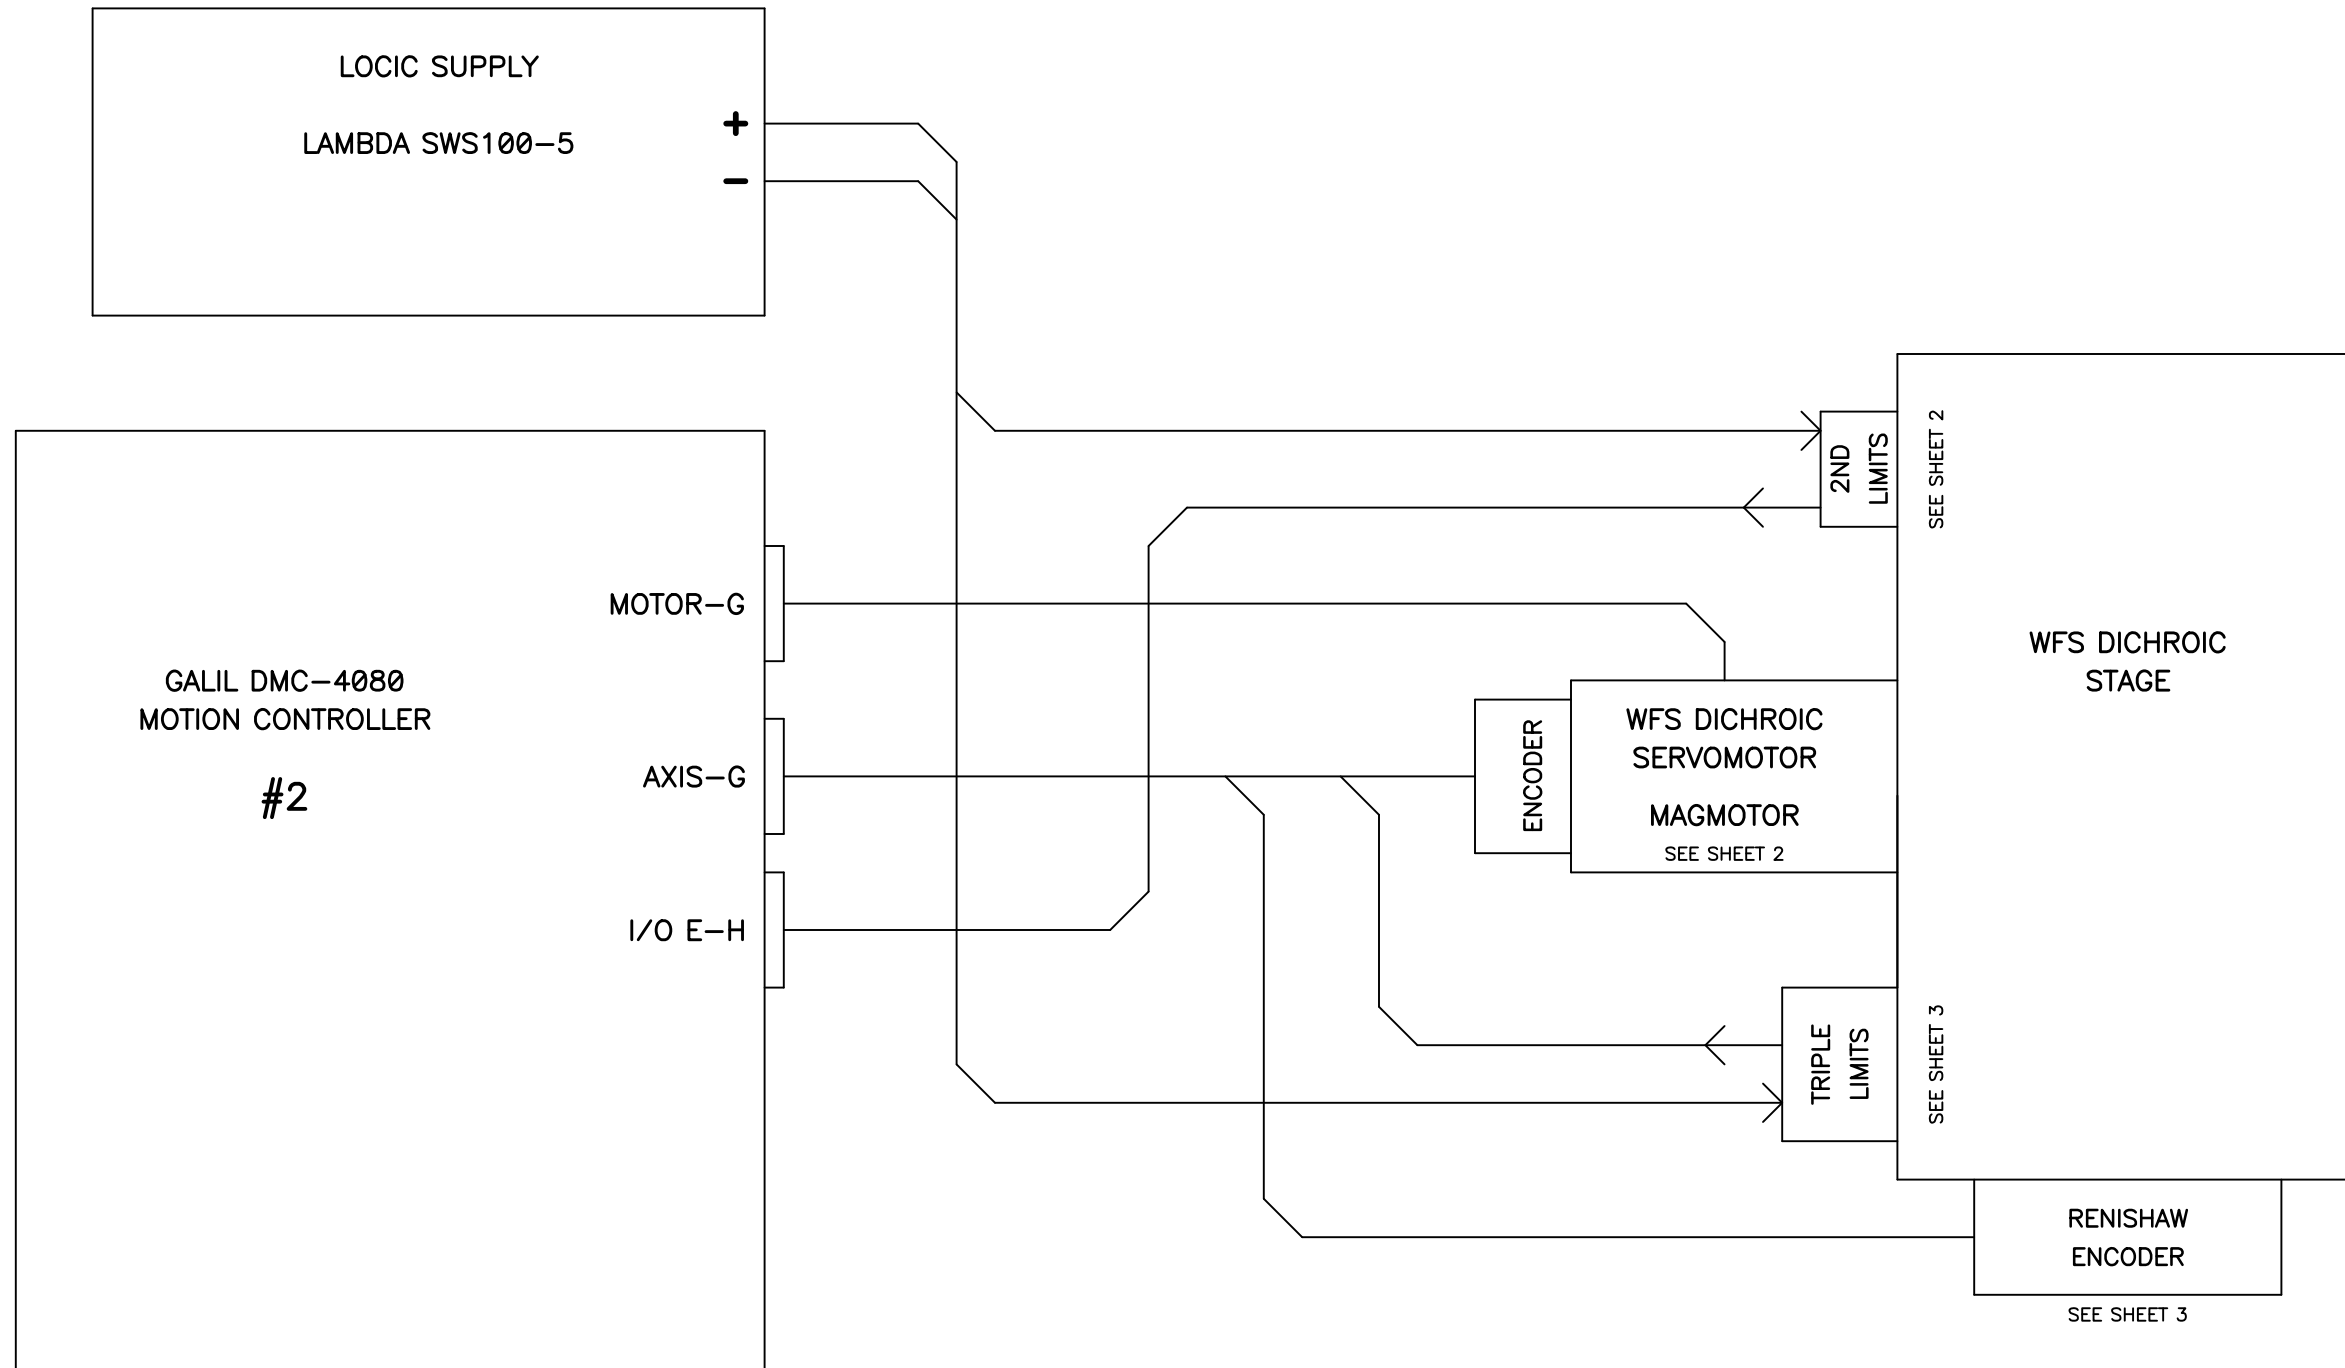 LOCIC SUPPLY
LAMBDA SWS100-5
+
-
GALIL DMC-4080
MOTION CONTROLLER
#2
MOTOR-G
AXIS-G
I/O E-H
2ND
LIMITS
SEE SHEET 2
WFS DICHROIC
STAGE
ENCODER
WFS DICHROIC
SERVOMOTOR
MAGMOTOR
SEE SHEET 2
TRIPLE
LIMITS
SEE SHEET 3
RENISHAW
ENCODER
SEE SHEET 3